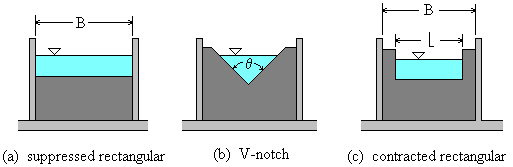 B
θ
B
L
(a) suppressed rectangular
(b) V-notch
(c) contracted rectangular